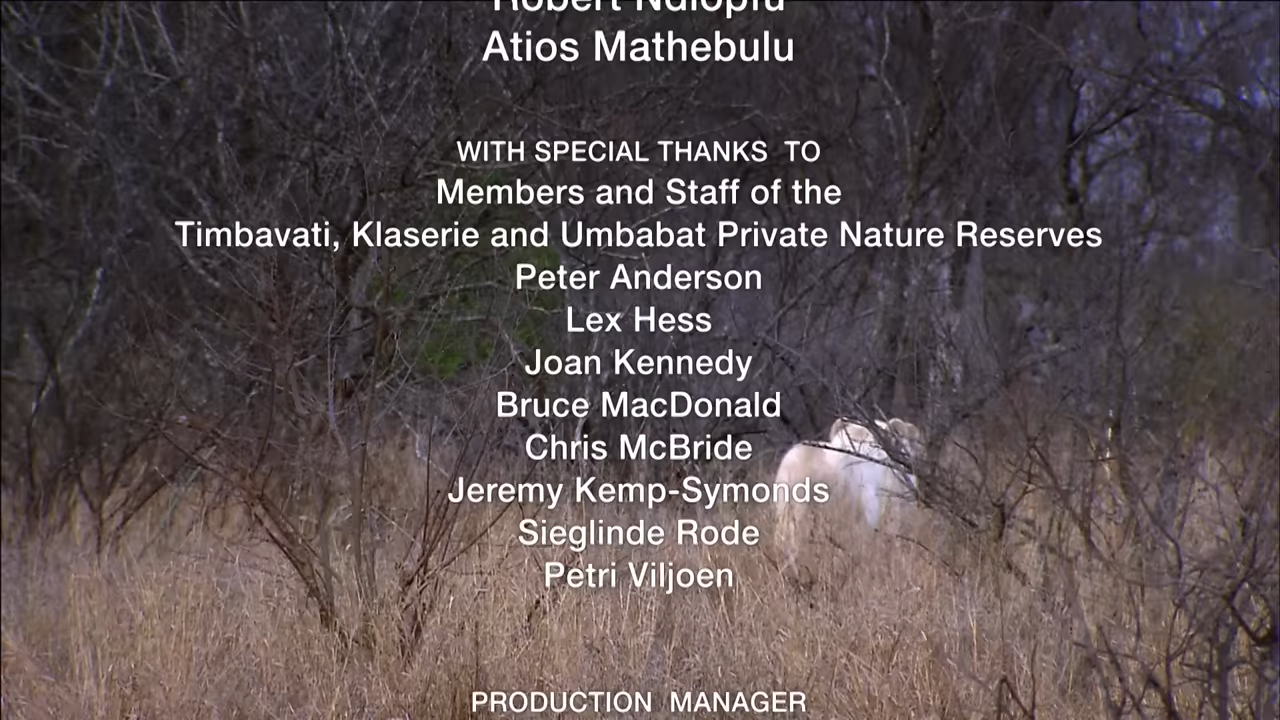 Atios Mathebulu
WITH SPECIAL THANKS TO
Members and Staff of the
Timbavati, Klaserie and Umbabat Private Nature Reserves
Peter Anderson
Lex Hess
Joan Kennedy
Bruce MacDonald
Chris McBride
Jeremy Kemp-Symonds
Sieglinde Rode
Petri Viljoen
PRODUCTION MANAGER